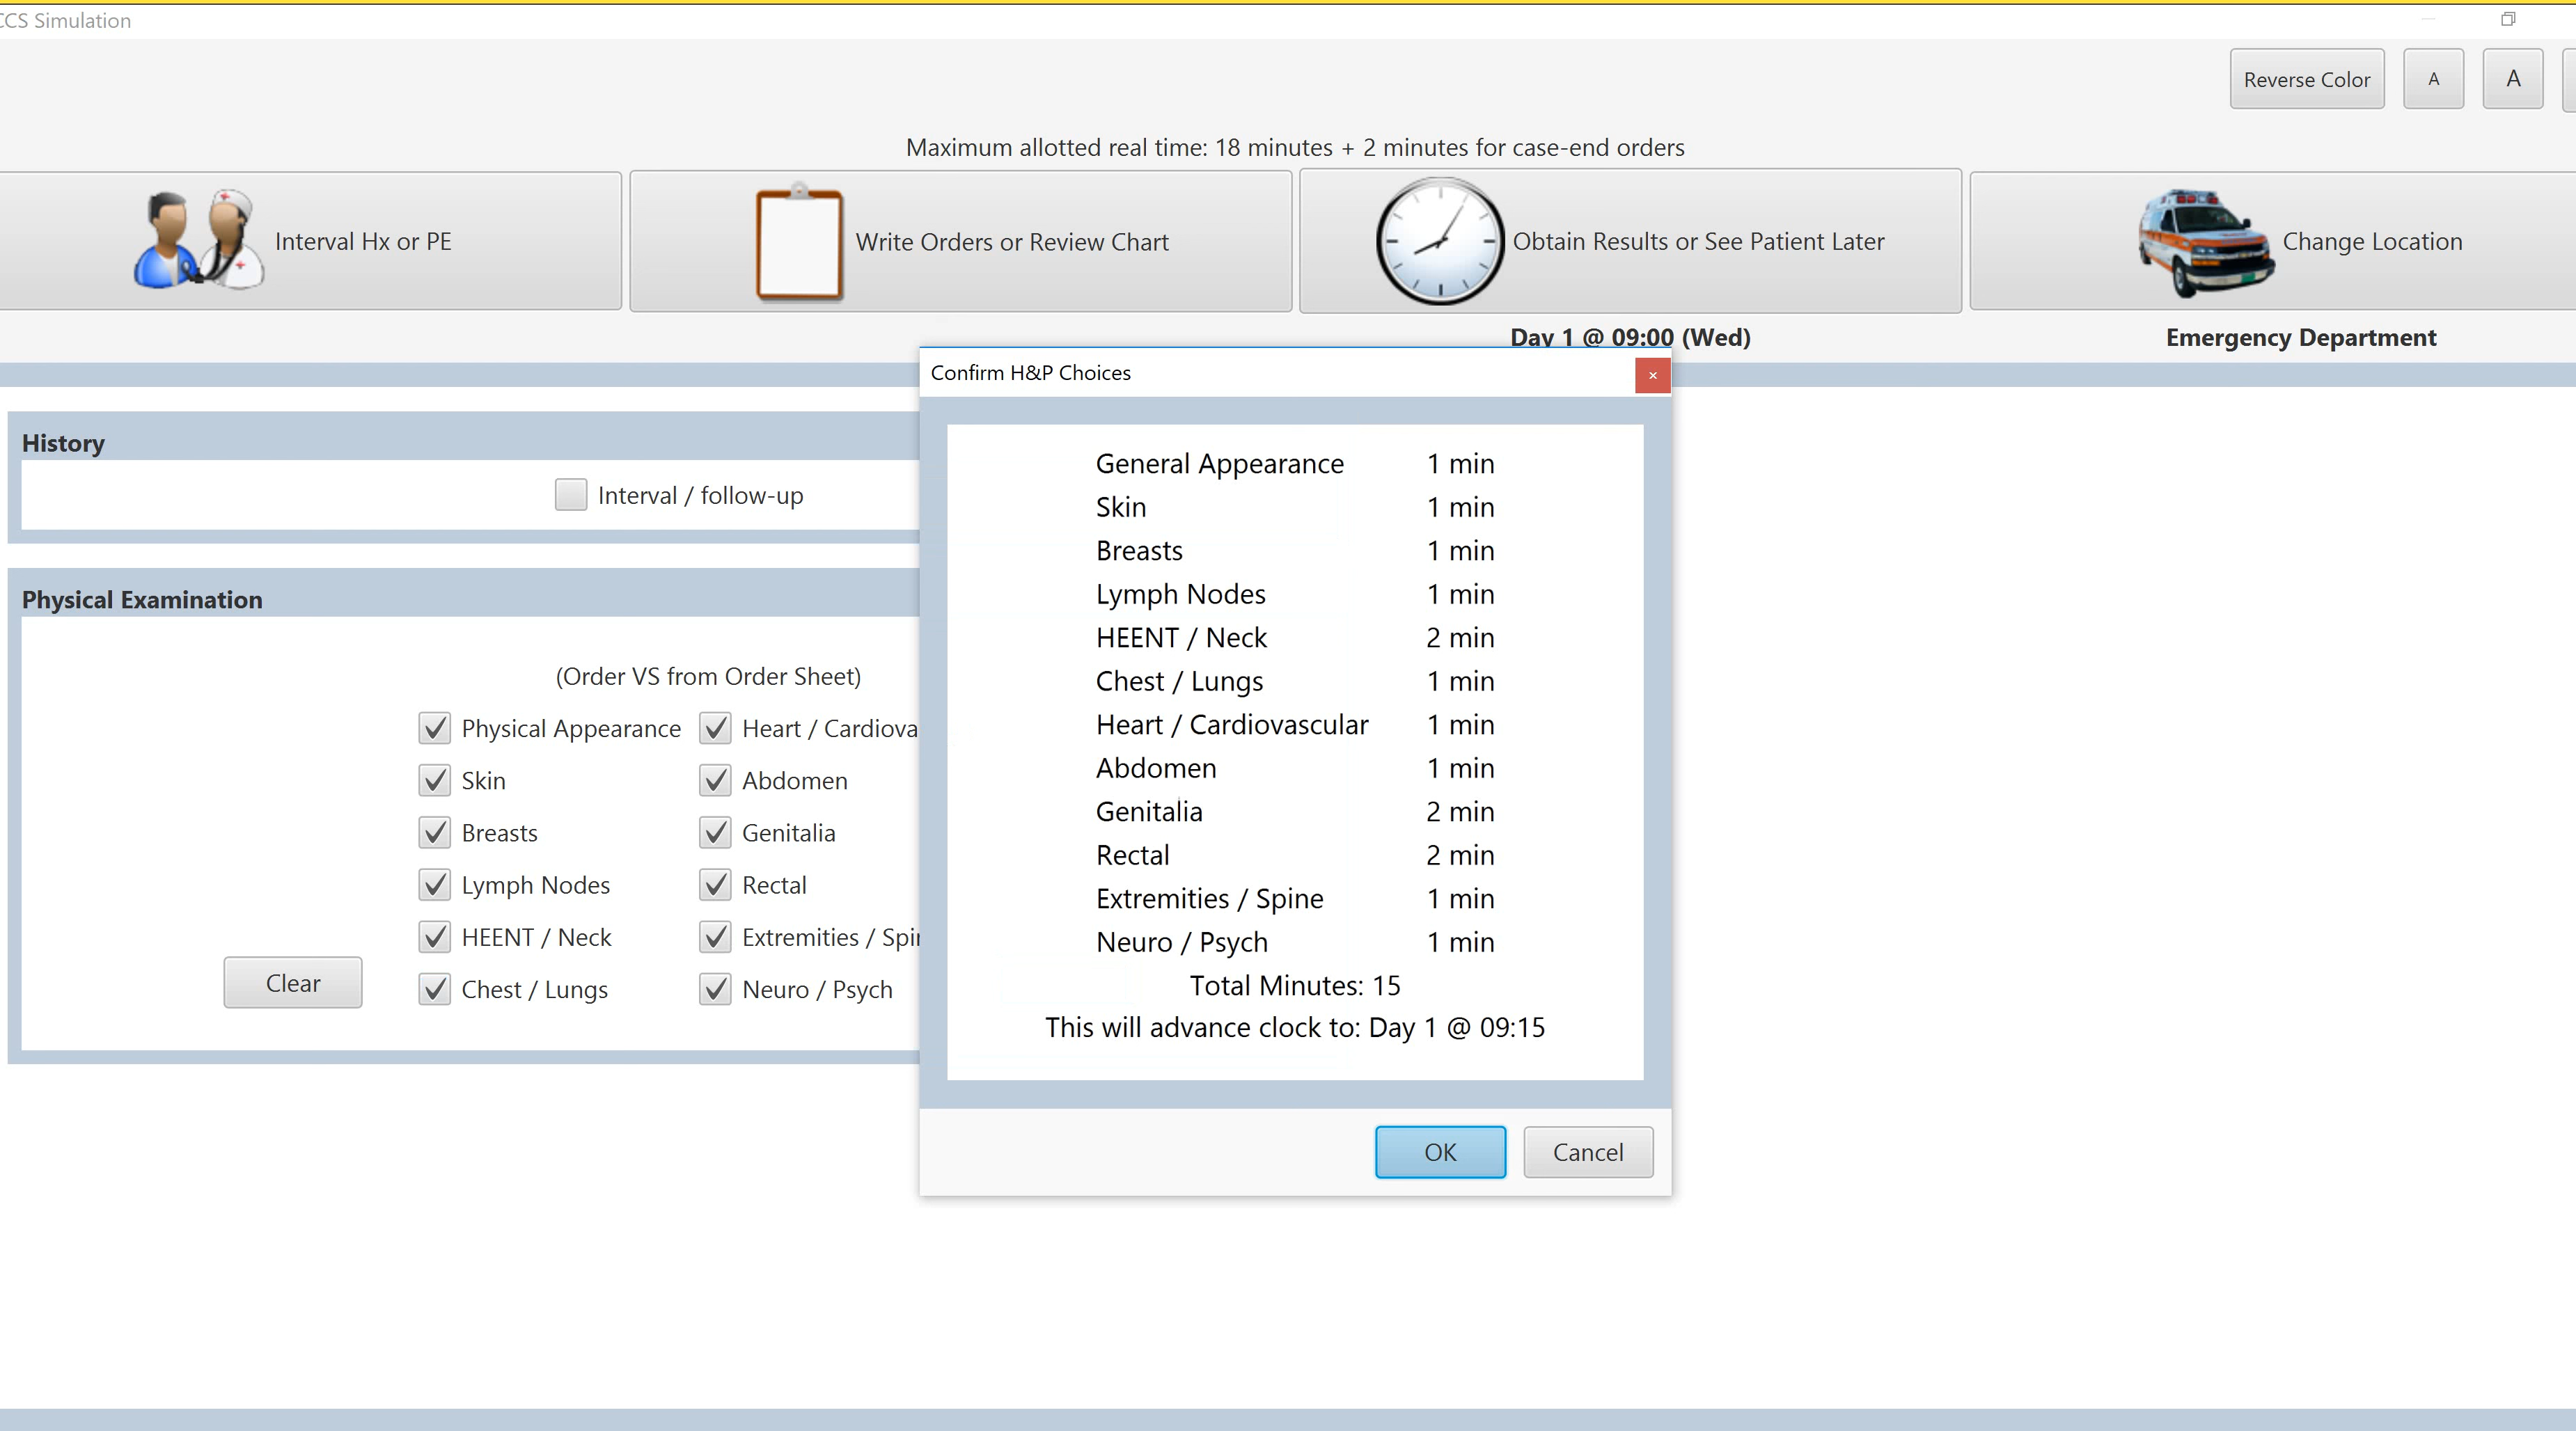 CCS Simulation
Reverse Color
A
A
Maximum allotted real time: 18 minutes + 2 minutes for case-end orders
Interval Hx or PE
Write Orders or Review Chart
Obtain Results or See Patient Later
Change Location
Day 1 @ 09:00 (Wed)
Emergency Department
History
Interval / follow-up
Physical Examination
(Order VS from Order Sheet)
Physical Appearance
Heart / Cardiova
Skin
Abdomen
Breasts
Genitalia
Lymph Nodes
Rectal
HEENT / Neck
Extremities / Spi
Chest / Lungs
Neuro / Psych
Clear
Confirm H&P Choices
General Appearance 1 min
Skin 1 min
Breasts 1 min
Lymph Nodes 1 min
HEENT / Neck 2 min
Chest / Lungs 1 min
Heart / Cardiovascular 1 min
Abdomen 1 min
Genitalia 2 min
Rectal 2 min
Extremities / Spine 1 min
Neuro / Psych 1 min
Total Minutes: 15
This will advance clock to: Day 1 @ 09:15
OK
Cancel